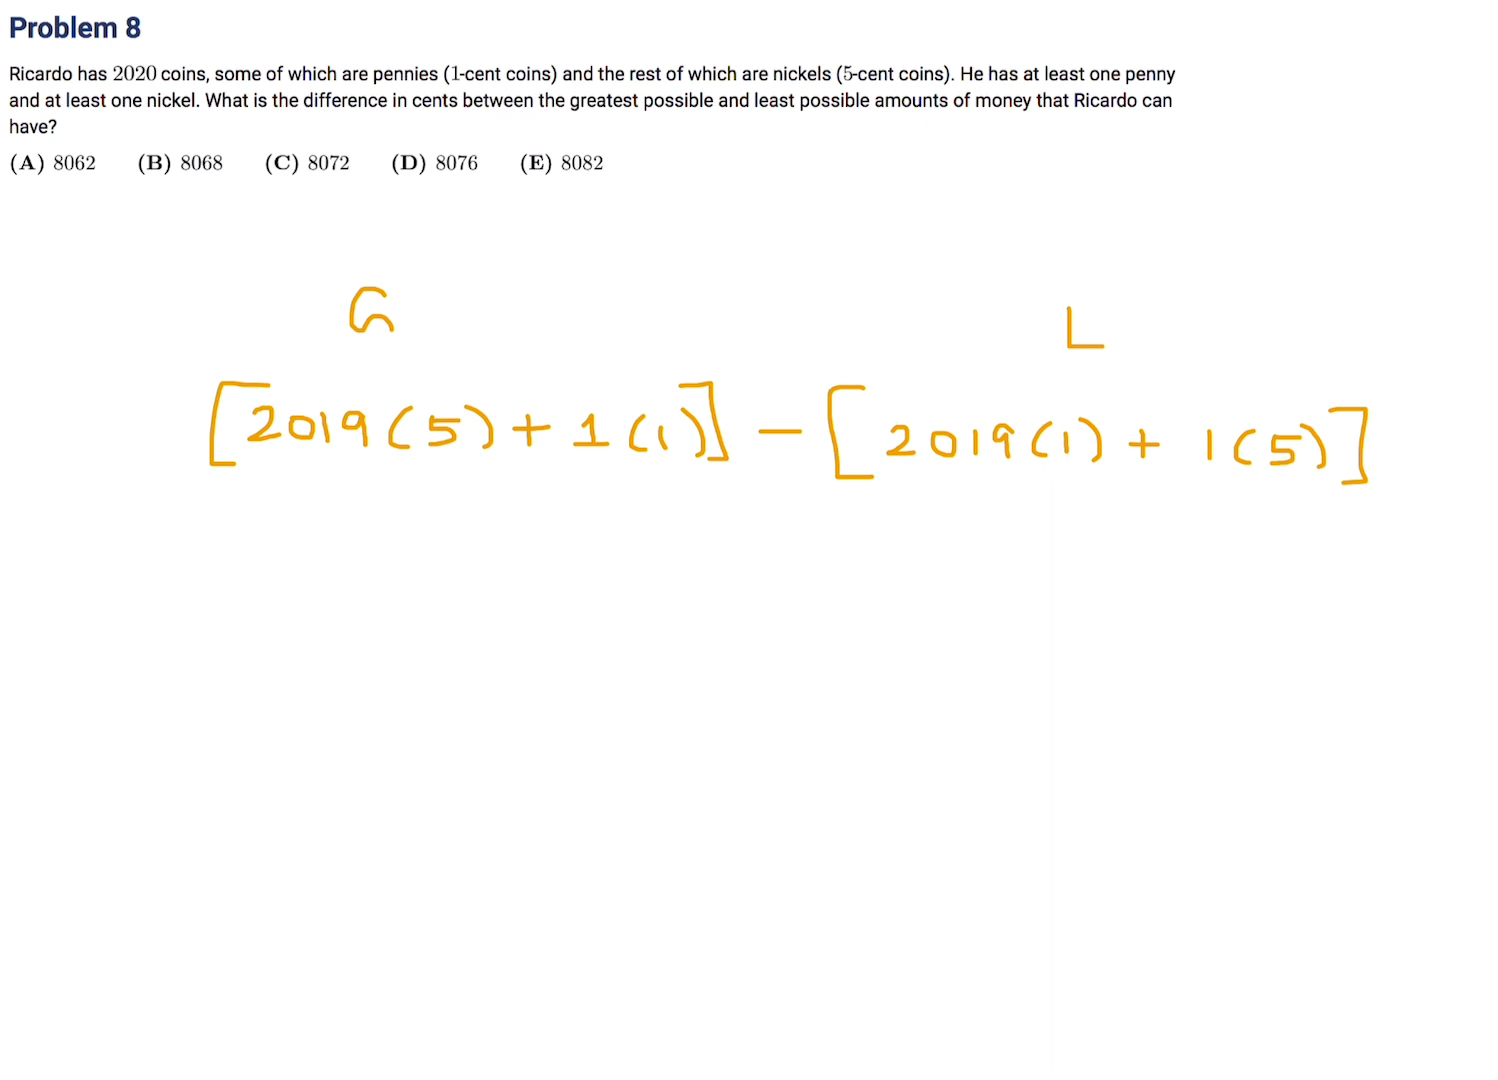 Problem 8
Ricardo has 2020 coins, some of which are pennies (1-cent coins) and the rest of which are nickels (5-cent coins). He has at least one penny
and at least one nickel. What is the difference in cents between the greatest possible and least possible amounts of money that Ricardo can
have?
(A) 8062 (B) 8068 (C) 8072 (D) 8076 (E) 8082
G L
[2019(5) + 1(1)] - [2019(1) + 1(5)]